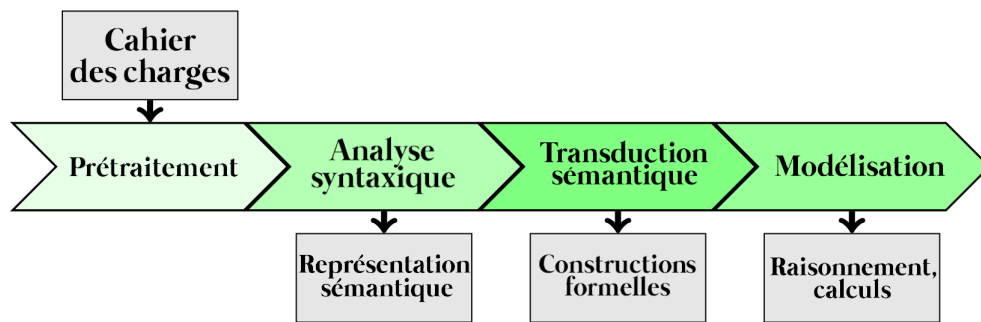 Cahier
des charges
Prétraitement
Analyse
syntaxique
Transduction
sémantique
Modélisation
Représentation
sémantique
Constructions
formelles
Raisonnement,
calculs